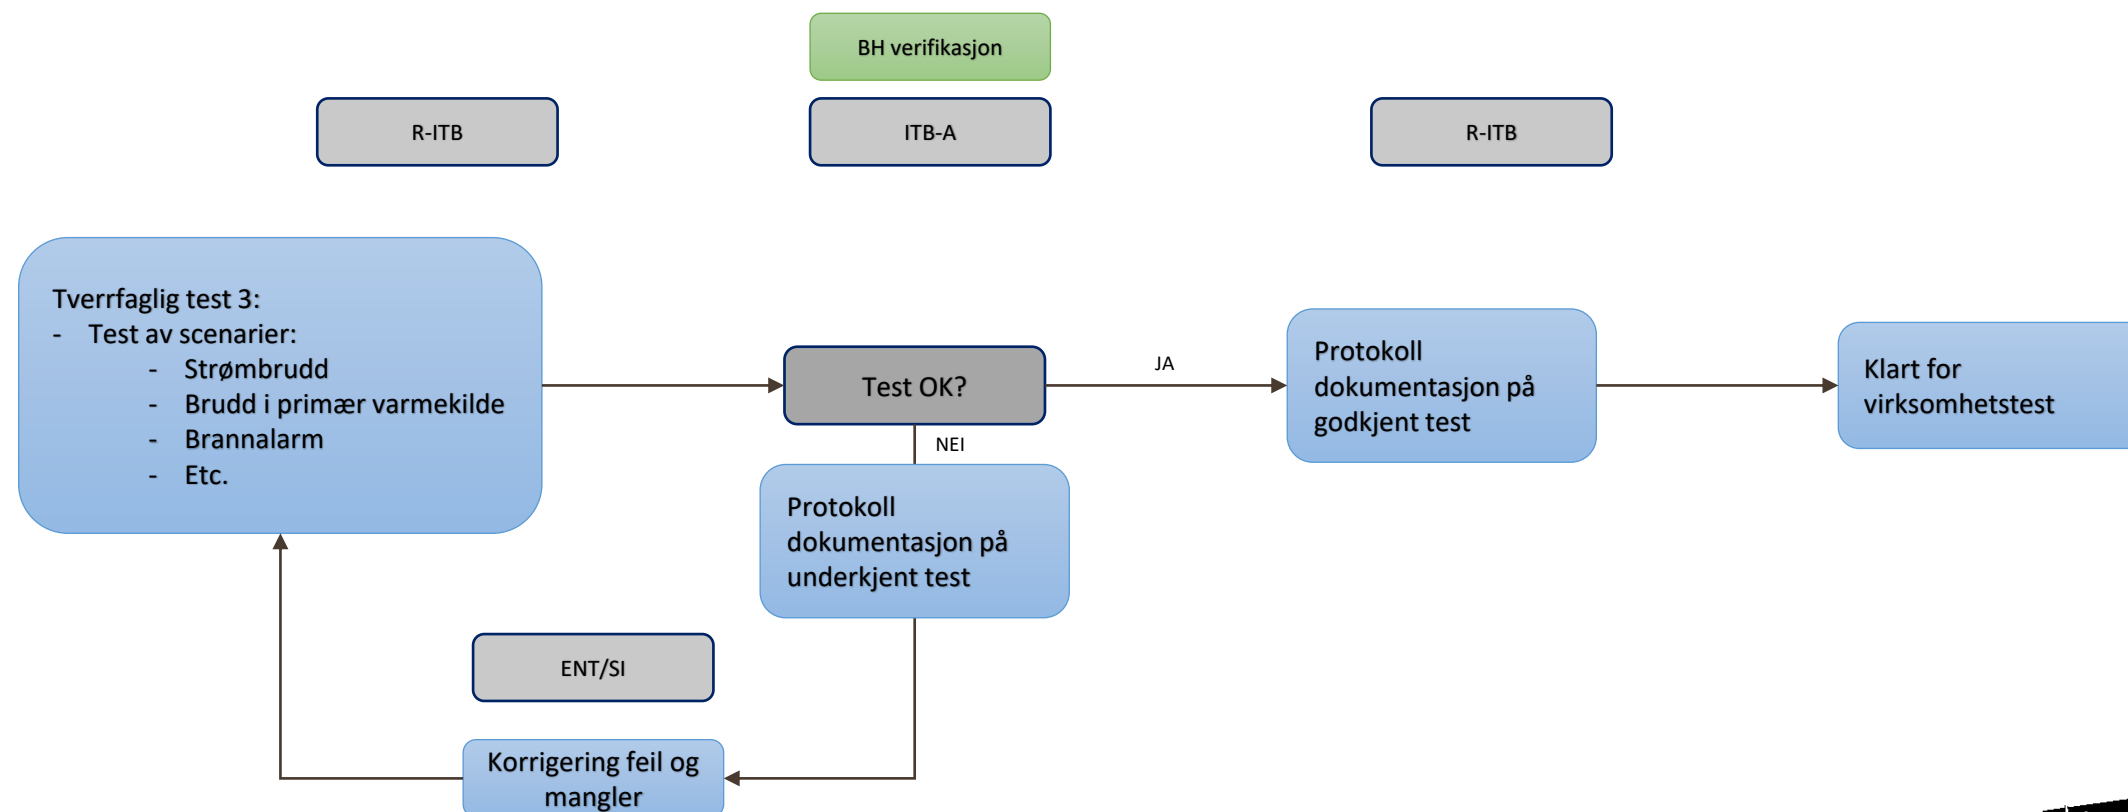 BH verifikasjon
R-ITB
ITB-A
R-ITB
Tverrfaglig test 3:
- Test av scenarier:
- Strømbrudd
- Brudd i primær varmekilde
- Brannalarm
- Etc.
Test OK?
JA
Protokoll
dokumentasjon på
godkjent test
Klart for
virksomhetstest
NEI
Protokoll
dokumentasjon på
underkjent test
ENT/SI
Korrigering feil og
mangler